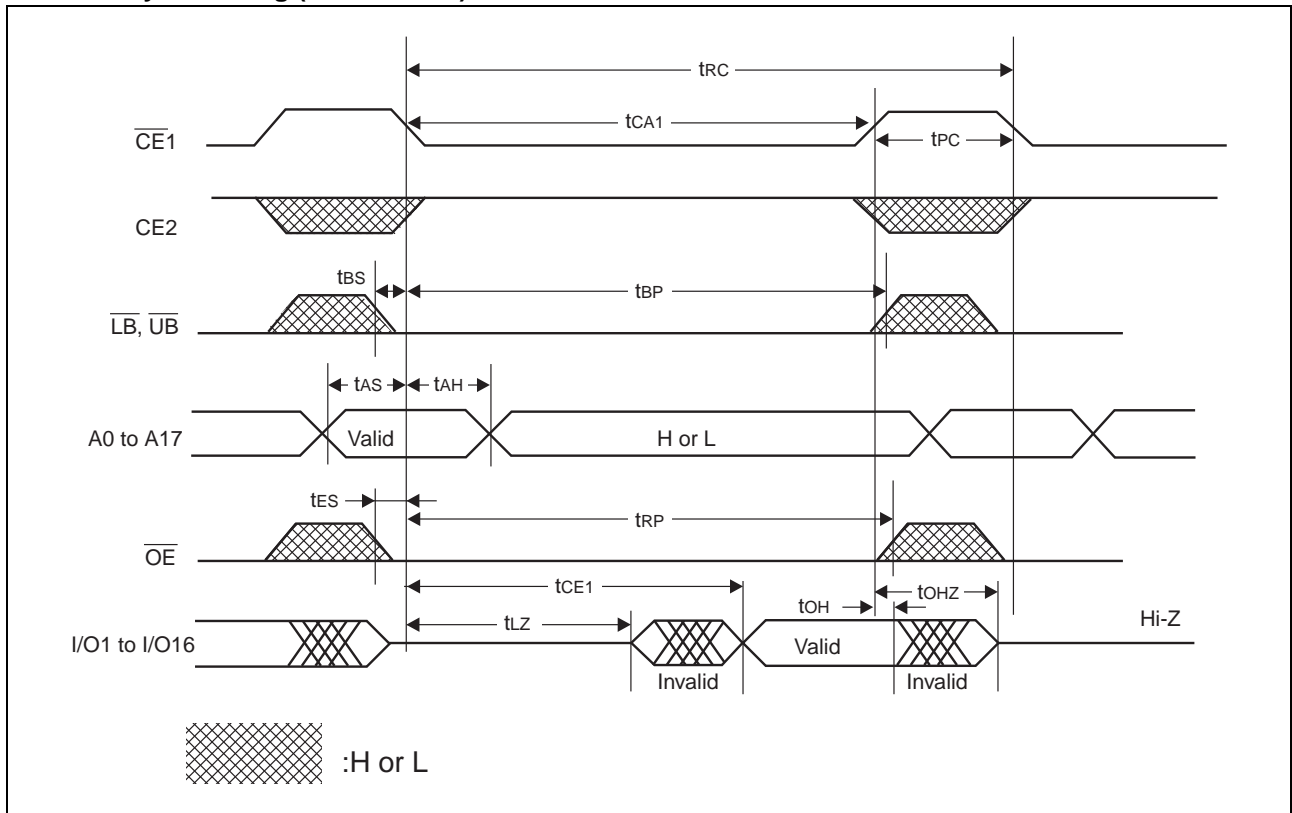 tRC
tCA1
CE1
tPC
CE2
tBS
tBP
LB, UB
tAS
tAH
A0 to A17
Valid
H or L
tES
tRP
OE
tCE1
tOH
tOHZ
tLZ
Hi-Z
I/O1 to I/O16
Valid
Invalid
Invalid
:H or L